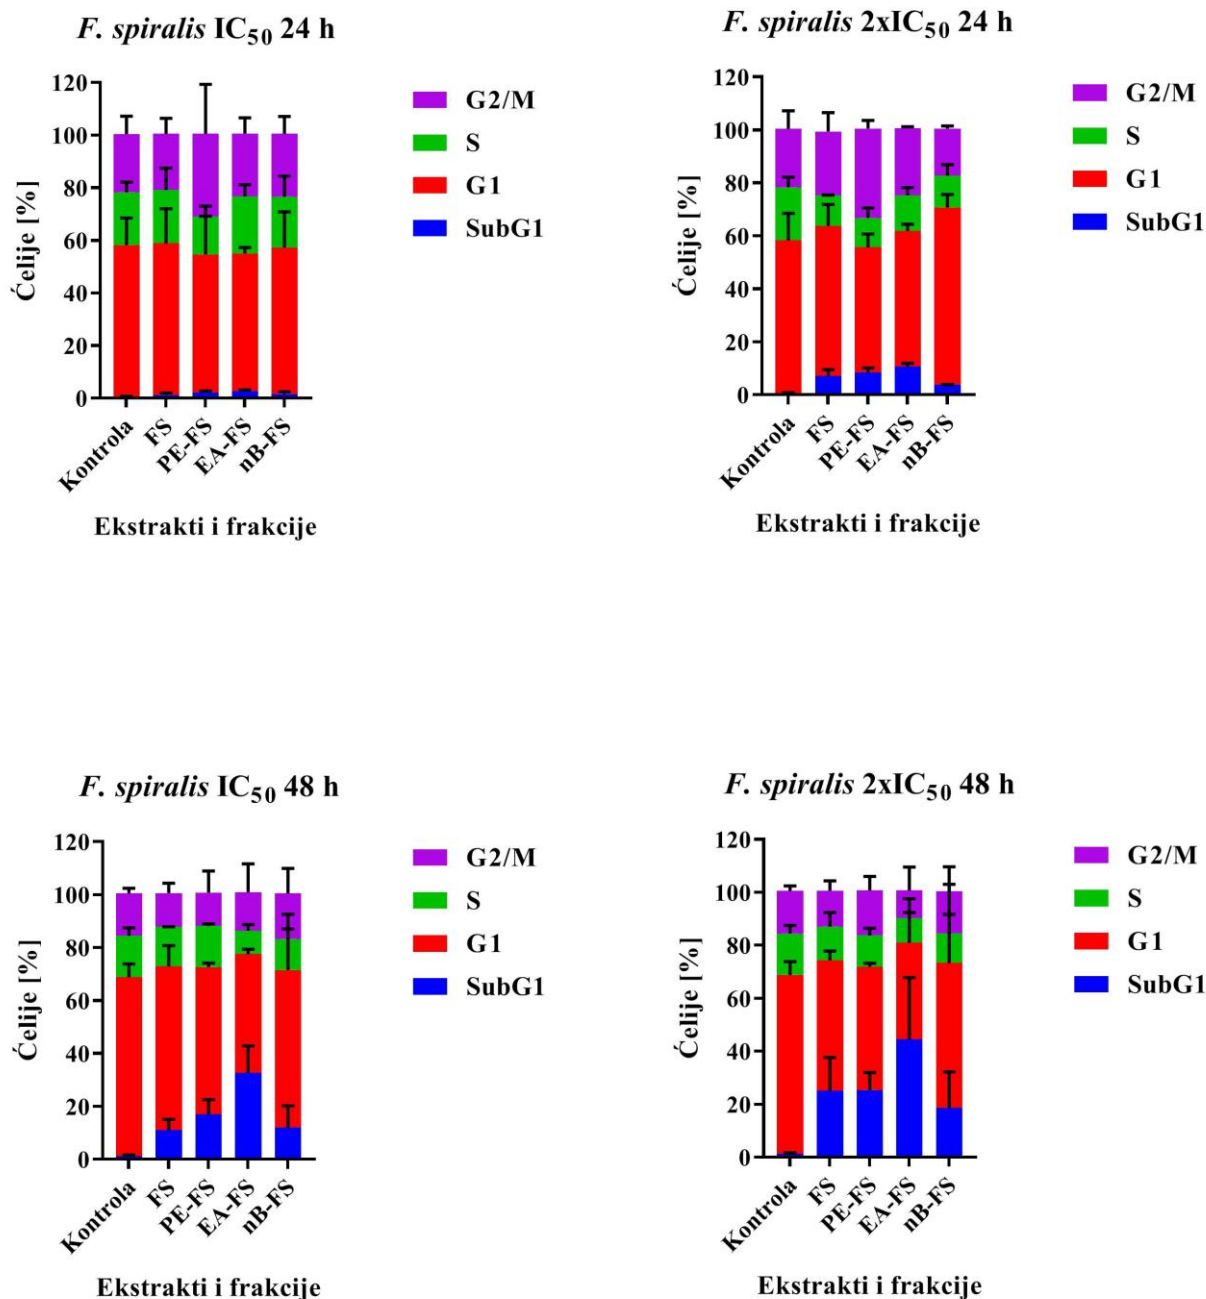 F. spiralis IC50 24 h
120
100
80
60
40
20
0
Ćelije [%]
Kontrola
FS
PE-FS
EA-FS
nB-FS
Ekstrakti i frakcije
G2/M
S
G1
SubG1
F. spiralis 2xIC50 24 h
120
100
80
60
40
20
0
Ćelije [%]
Kontrola
FS
PE-FS
EA-FS
nB-FS
Ekstrakti i frakcije
G2/M
S
G1
SubG1
F. spiralis IC50 48 h
120
100
80
60
40
20
0
Ćelije [%]
Kontrola
FS
PE-FS
EA-FS
nB-FS
Ekstrakti i frakcije
G2/M
S
G1
SubG1
F. spiralis 2xIC50 48 h
120
100
80
60
40
20
0
Ćelije [%]
Kontrola
FS
PE-FS
EA-FS
nB-FS
Ekstrakti i frakcije
G2/M
S
G1
SubG1